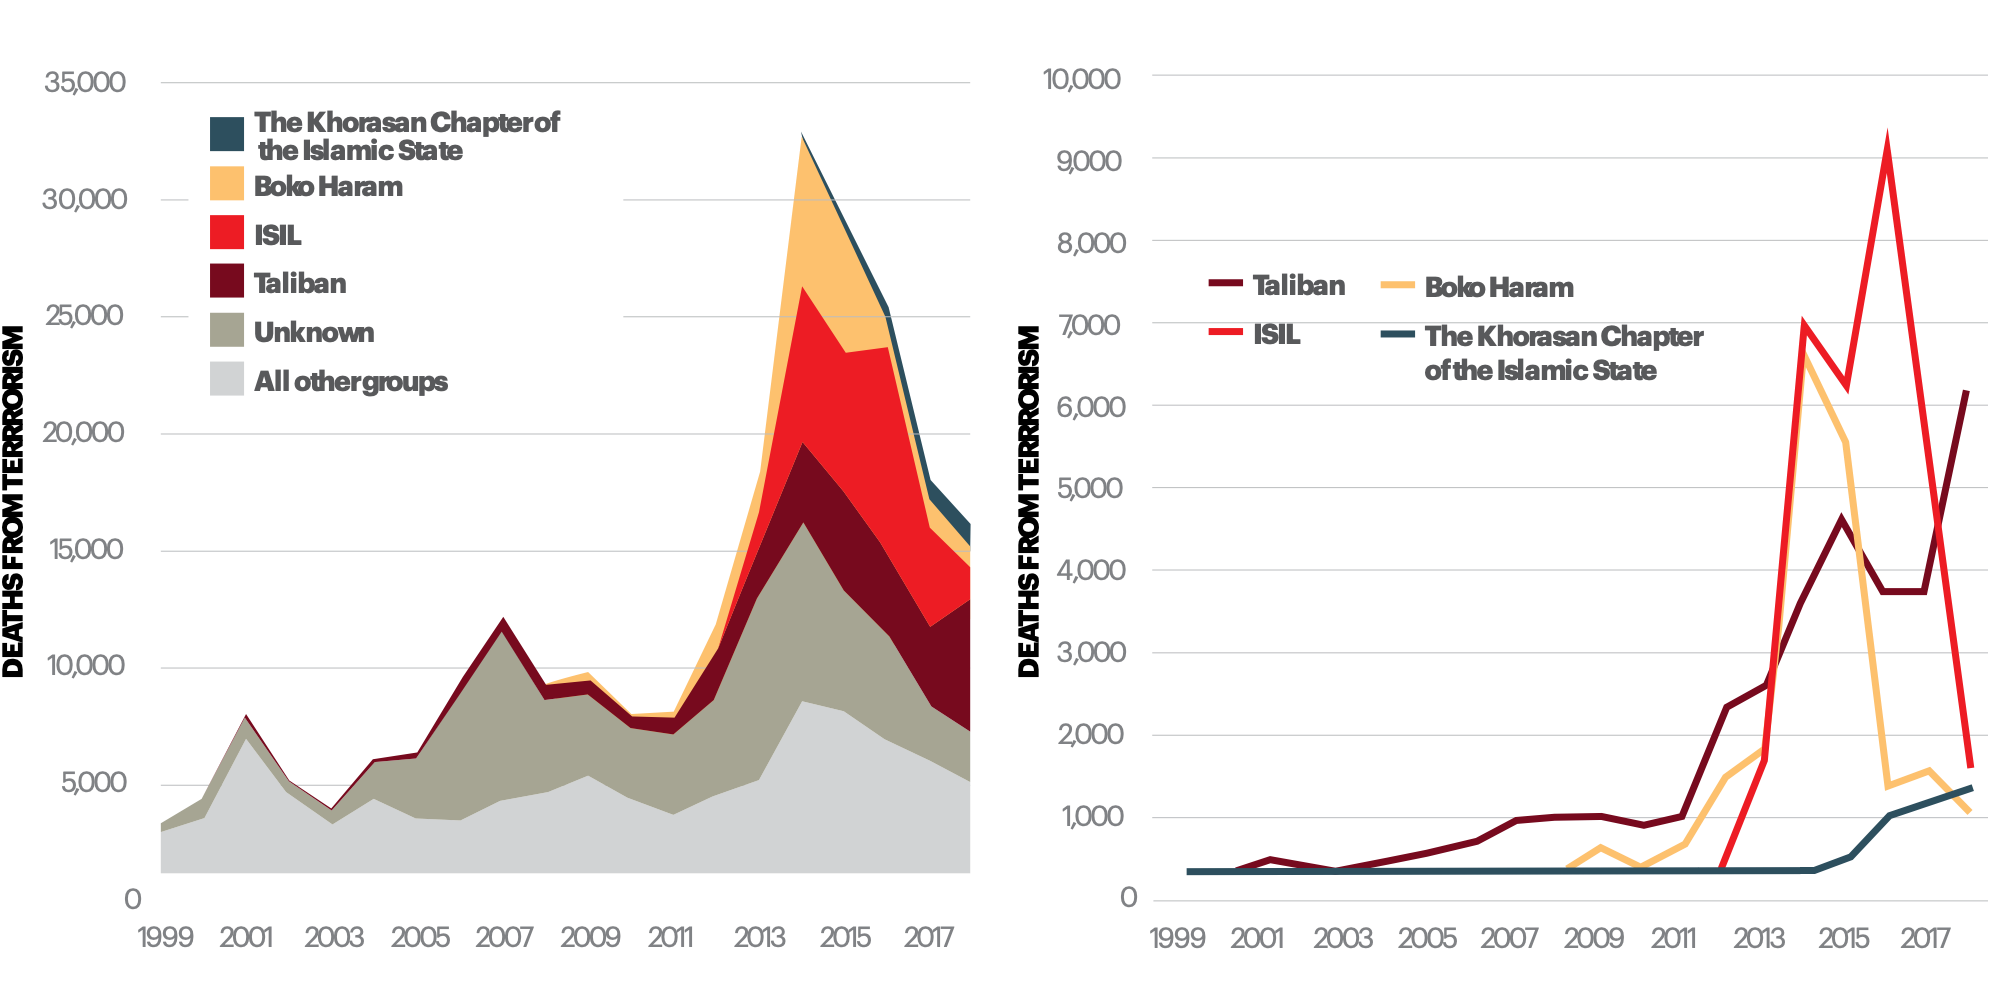 35,000
30,000
25,000
20,000
15,000
10,000
5,000
0
DEATHS FROM TERRRORISM
The Khorasan Chapter of
the Islamic State
Boko Haram
ISIL
Taliban
Unknown
All other groups
1999 2001 2003 2005 2007 2009 2011 2013 2015 2017
10,000
9,000
8,000
7,000
6,000
5,000
4,000
3,000
2,000
1,000
0
DEATHS FROM TERRRORISM
Taliban
ISIL
Boko Haram
The Khorasan Chapter
of the Islamic State
1999 2001 2003 2005 2007 2009 2011 2013 2015 2017